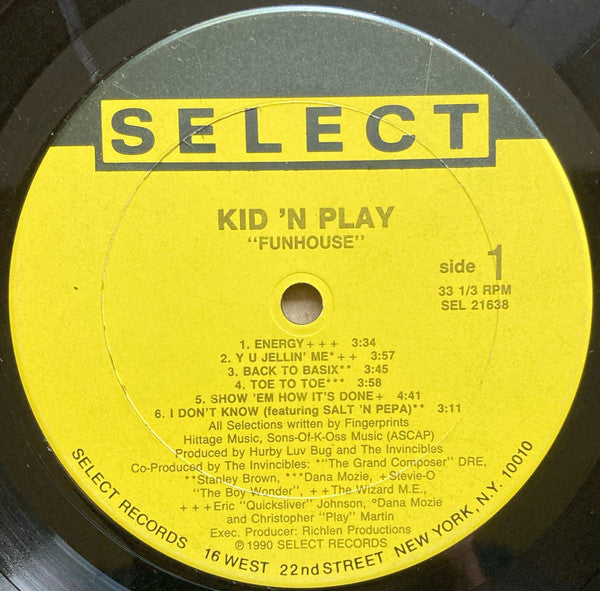 SELECT
KID 'N PLAY
"FUNHOUSE"
side 1
33 1/3 RPM
SEL 21638
1. ENERGY+++ 3:34
2. Y U JELLIN' ME*++ 3:57
3. BACK TO BASIX** 3:45
4. TOE TO TOE*** 3:58
5. SHOW 'EM HOW IT'S DONE+ 4:41
6. I DON'T KNOW (featuring SALT 'N PEPA)** 3:11
All Selections written by Fingerprints
Hittage Music, Sons-Of-K-Oss Music (ASCAP)
Produced by Hurby Luv Bug and The Invincibles
Co-Produced by The Invincibles: *"The Grand Composer" DRE,
**Stanley Brown, ***Dana Mozie, +Stevie-O
"The Boy Wonder", ++The Wizard M.E.,
+++Eric "Quicksliver" Johnson, °Dana Mozie
and Christopher "Play" Martin
Exec. Producer: Richlen Productions
℗1990 SELECT RECORDS
SELECT RECORDS 16 WEST 22nd STREET NEW YORK, N.Y. 10010